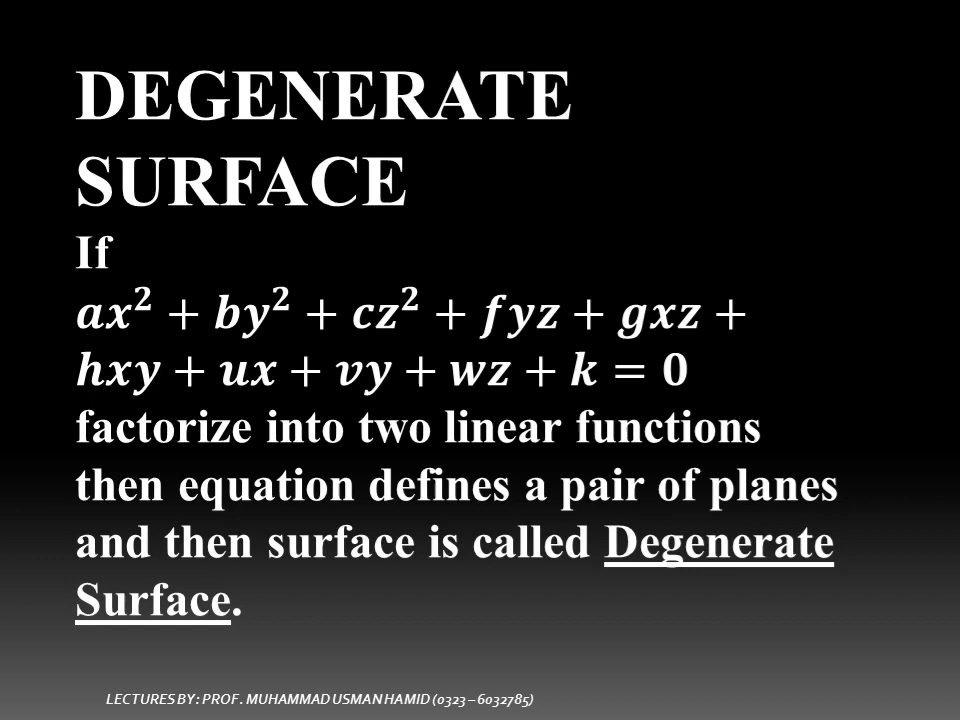 DEGENERATE
SURFACE
If
𝒂𝒙² + 𝒃𝒚² + 𝒄𝒛² + 𝒇𝒚𝒛 + 𝒈𝒙𝒛 +
𝒉𝒙𝒚 + 𝒖𝒙 + 𝒗𝒚 + 𝒘𝒛 + 𝒌 = 𝟎
factorize into two linear functions
then equation defines a pair of planes
and then surface is called Degenerate
Surface.
LECTURES BY: PROF. MUHAMMAD USMAN HAMID (0323 – 6032785)